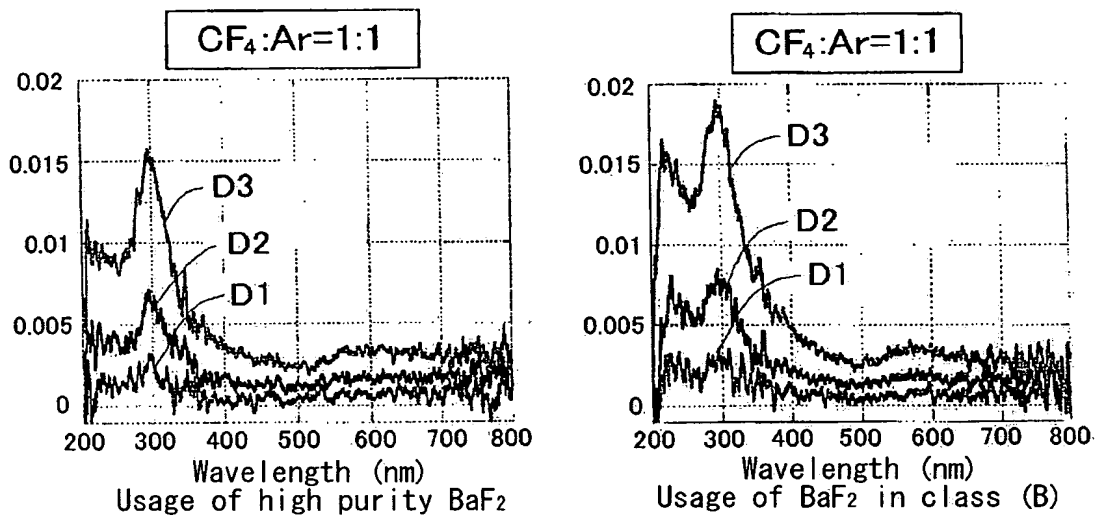 CF₄:Ar=1:1
0.02
0.015
0.01
0.005
0
D3
D2
D1
200 300 400 500 600 700 800
Wavelength (nm)
Usage of high purity BaF₂
CF₄:Ar=1:1
0.02
0.015
0.01
0.005
0
D3
D2
D1
200 300 400 500 600 700 800
Wavelength (nm)
Usage of BaF₂ in class (B)